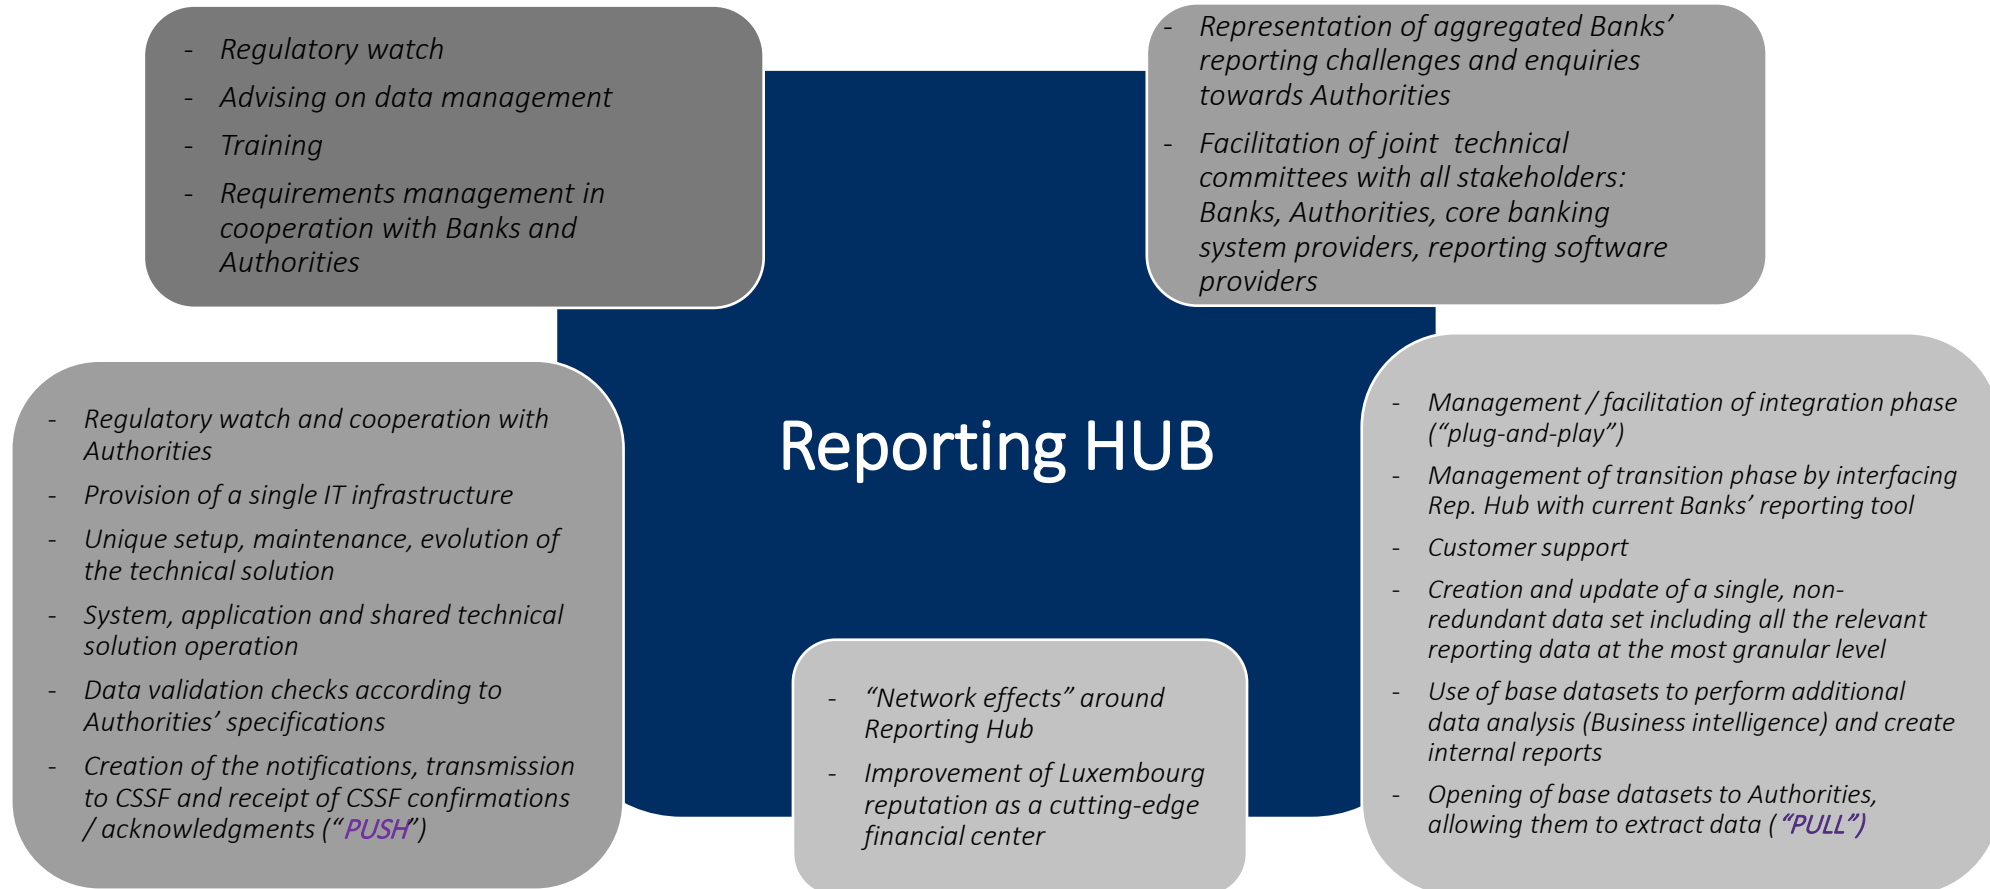 - Regulatory watch
- Advising on data management
- Training
- Requirements management in
cooperation with Banks and
Authorities
- Representation of aggregated Banks’
reporting challenges and enquiries
towards Authorities
- Facilitation of joint technical
committees with all stakeholders:
Banks, Authorities, core banking
system providers, reporting software
providers
Reporting HUB
- Regulatory watch and cooperation with
Authorities
- Provision of a single IT infrastructure
- Unique setup, maintenance, evolution of
the technical solution
- System, application and shared technical
solution operation
- Data validation checks according to
Authorities’ specifications
- Creation of the notifications, transmission
to CSSF and receipt of CSSF confirmations
/ acknowledgments (“PUSH”)
- “Network effects” around
Reporting Hub
- Improvement of Luxembourg
reputation as a cutting-edge
financial center
- Management / facilitation of integration phase
(“plug-and-play”)
- Management of transition phase by interfacing
Rep. Hub with current Banks’ reporting tool
- Customer support
- Creation and update of a single, non-
redundant data set including all the relevant
reporting data at the most granular level
- Use of base datasets to perform additional
data analysis (Business intelligence) and create
internal reports
- Opening of base datasets to Authorities,
allowing them to extract data ( “PULL”)